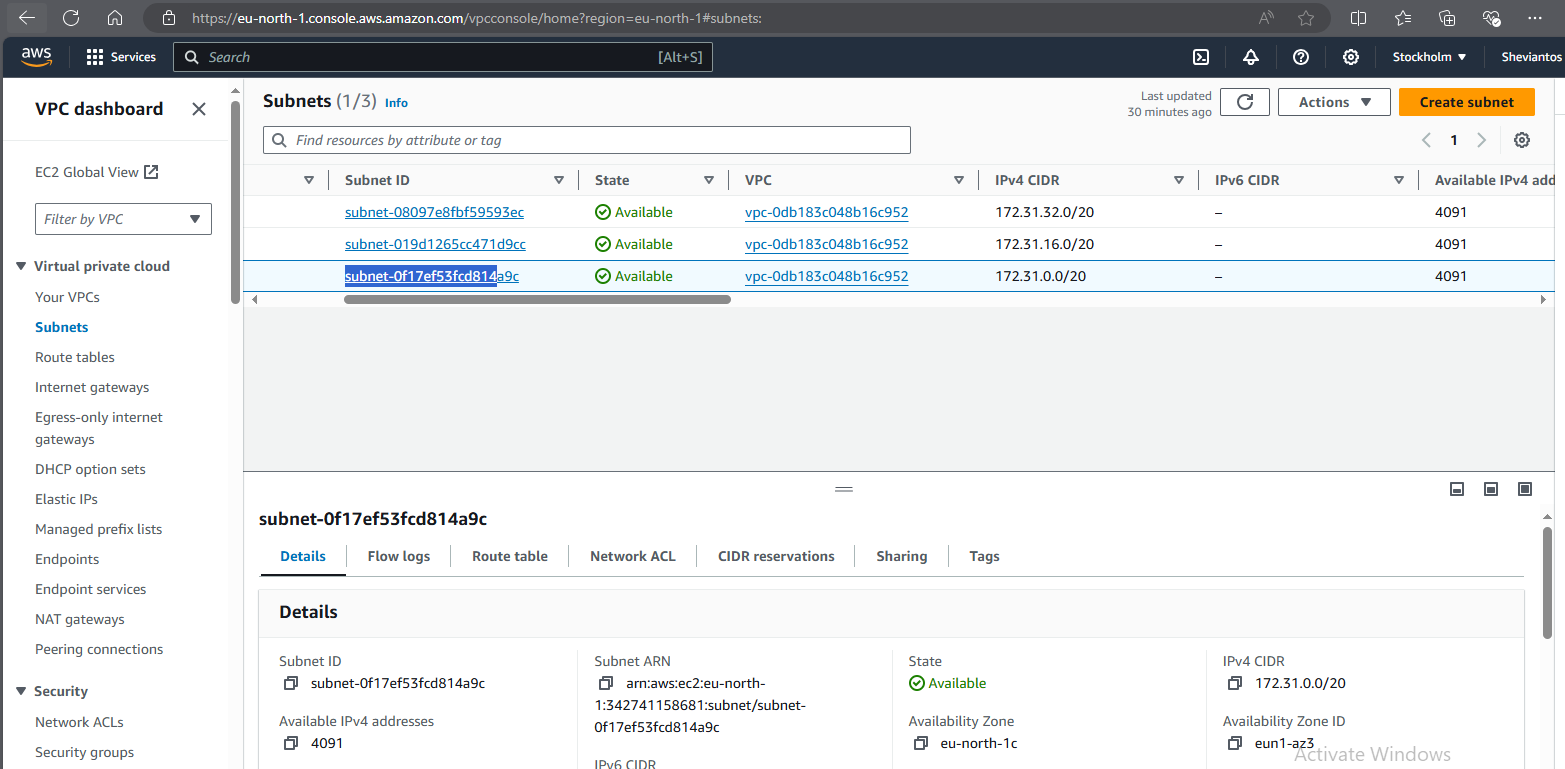 https://eu-north-1.console.aws.amazon.com/vpcconsole/home?region=eu-north-1#subnets:
aws
Services
Search
[Alt+S]
Stockholm
Sheviantos
VPC dashboard
EC2 Global View
Filter by VPC
Virtual private cloud
Your VPCs
Subnets
Route tables
Internet gateways
Egress-only internet
gateways
DHCP option sets
Elastic IPs
Managed prefix lists
Endpoints
Endpoint services
NAT gateways
Peering connections
Security
Network ACLs
Security groups
Subnets (1/3) Info
Last updated
30 minutes ago
Actions
Create subnet
Find resources by attribute or tag
1
Subnet ID State VPC IPv4 CIDR IPv6 CIDR Available IPv4 add
subnet-08097e8fbf59593ec Available vpc-0db183c048b16c952 172.31.32.0/20 – 4091
subnet-019d1265cc471d9cc Available vpc-0db183c048b16c952 172.31.16.0/20 – 4091
subnet-0f17ef53fcd814a9c Available vpc-0db183c048b16c952 172.31.0.0/20 – 4091
subnet-0f17ef53fcd814a9c
Details Flow logs Route table Network ACL CIDR reservations Sharing Tags
Details
Subnet ID
subnet-0f17ef53fcd814a9c
Available IPv4 addresses
4091
Subnet ARN
arn:aws:ec2:eu-north-
1:342741158681:subnet/subnet-
0f17ef53fcd814a9c
IPv6 CIDR
State
Available
Availability Zone
eu-north-1c
IPv4 CIDR
172.31.0.0/20
Availability Zone ID
eun1-az3
Activate Windows